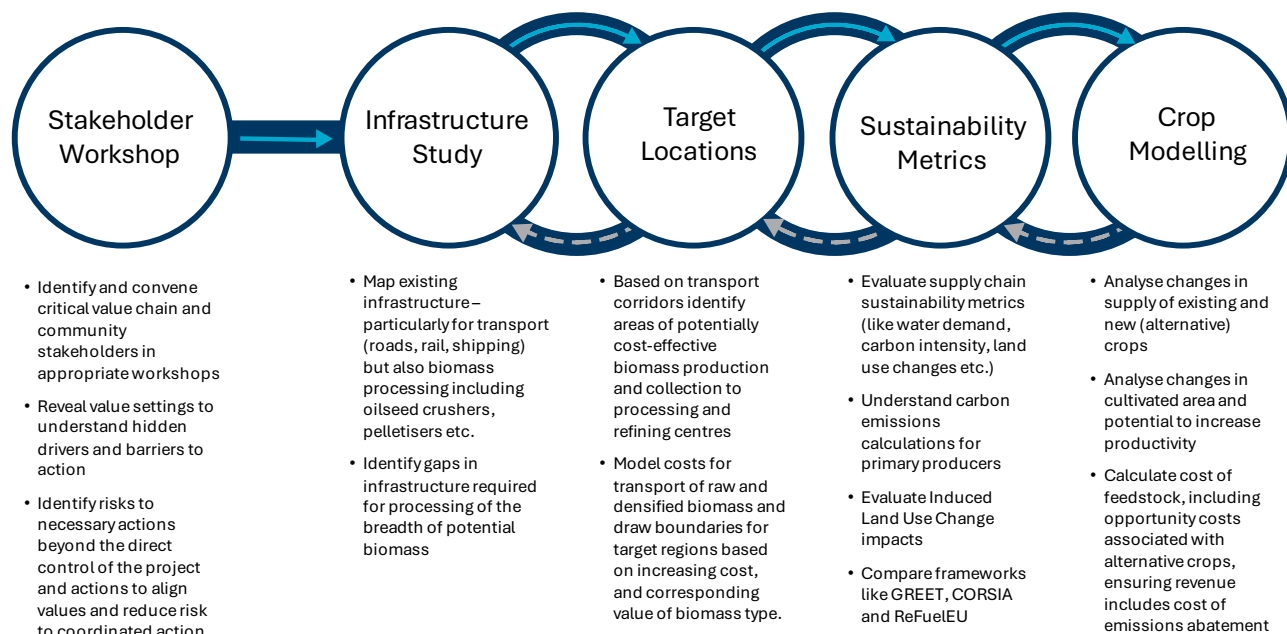 Stakeholder
Workshop
Infrastructure
Study
Target
Locations
Sustainability
Metrics
Crop
Modelling
• Identify and convene
critical value chain and
community
stakeholders in
appropriate workshops
• Reveal value settings to
understand hidden
drivers and barriers to
action
• Identify risks to
necessary actions
beyond the direct
control of the project
and actions to align
values and reduce risk
to coordinated action
• Map existing
infrastructure –
particularly for transport
(roads, rail, shipping)
but also biomass
processing including
oilseed crushers,
pelletisers etc.
• Identify gaps in
infrastructure required
for processing of the
breadth of potential
biomass
• Based on transport
corridors identify
areas of potentially
cost-effective
biomass production
and collection to
processing and
refining centres
• Model costs for
transport of raw and
densified biomass and
draw boundaries for
target regions based
on increasing cost,
and corresponding
value of biomass type.
• Evaluate supply chain
sustainability metrics
(like water demand,
carbon intensity, land
use changes etc.)
• Understand carbon
emissions
calculations for
primary producers
• Evaluate Induced
Land Use Change
impacts
• Compare frameworks
like GREET, CORSIA
and ReFuelEU
• Analyse changes in
supply of existing and
new (alternative)
crops
• Analyse changes in
cultivated area and
potential to increase
productivity
• Calculate cost of
feedstock, including
opportunity costs
associated with
alternative crops,
ensuring revenue
includes cost of
emissions abatement